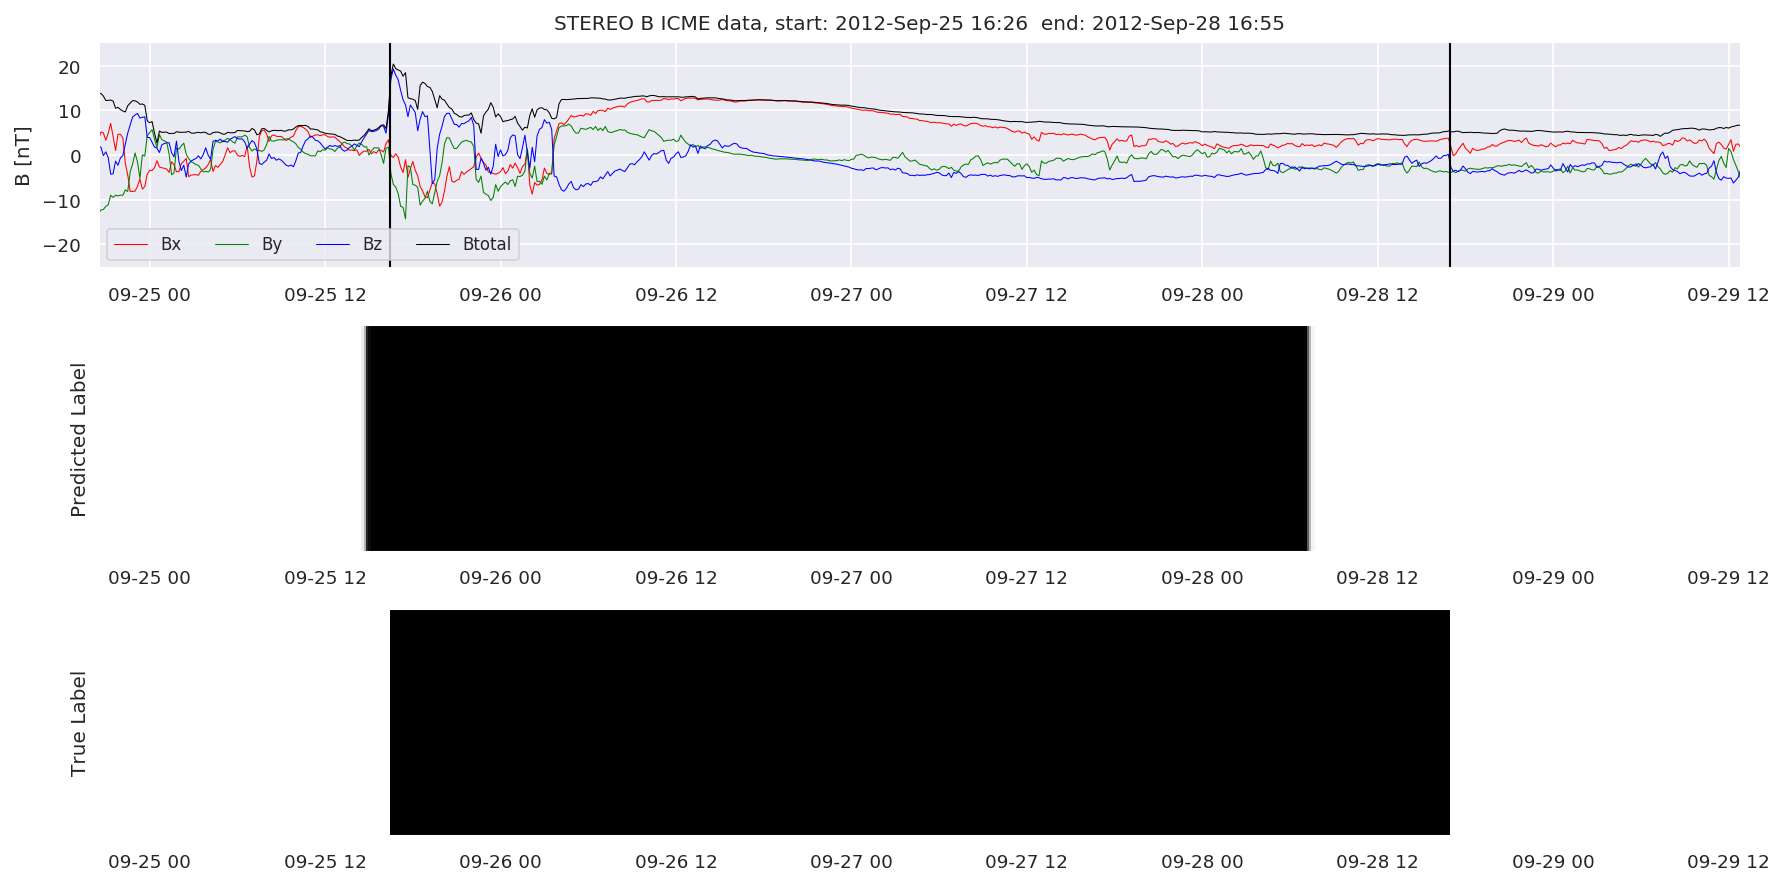 STEREO B ICME data, start: 2012-Sep-25 16:26  end: 2012-Sep-28 16:55
B [nT]
20
10
0
−10
−20
Bx By Bz Btotal
09-25 00 09-25 12 09-26 00 09-26 12 09-27 00 09-27 12 09-28 00 09-28 12 09-29 00 09-29 12
Predicted Label
09-25 00 09-25 12 09-26 00 09-26 12 09-27 00 09-27 12 09-28 00 09-28 12 09-29 00 09-29 12
True Label
09-25 00 09-25 12 09-26 00 09-26 12 09-27 00 09-27 12 09-28 00 09-28 12 09-29 00 09-29 12